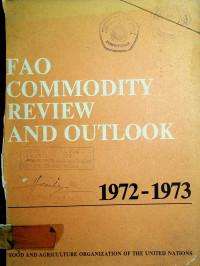 FAO
COMMODITY
REVIEW
AND OUTLOOK
1972-1973
FOOD AND AGRICULTURE ORGANIZATION OF THE UNITED NATIONS